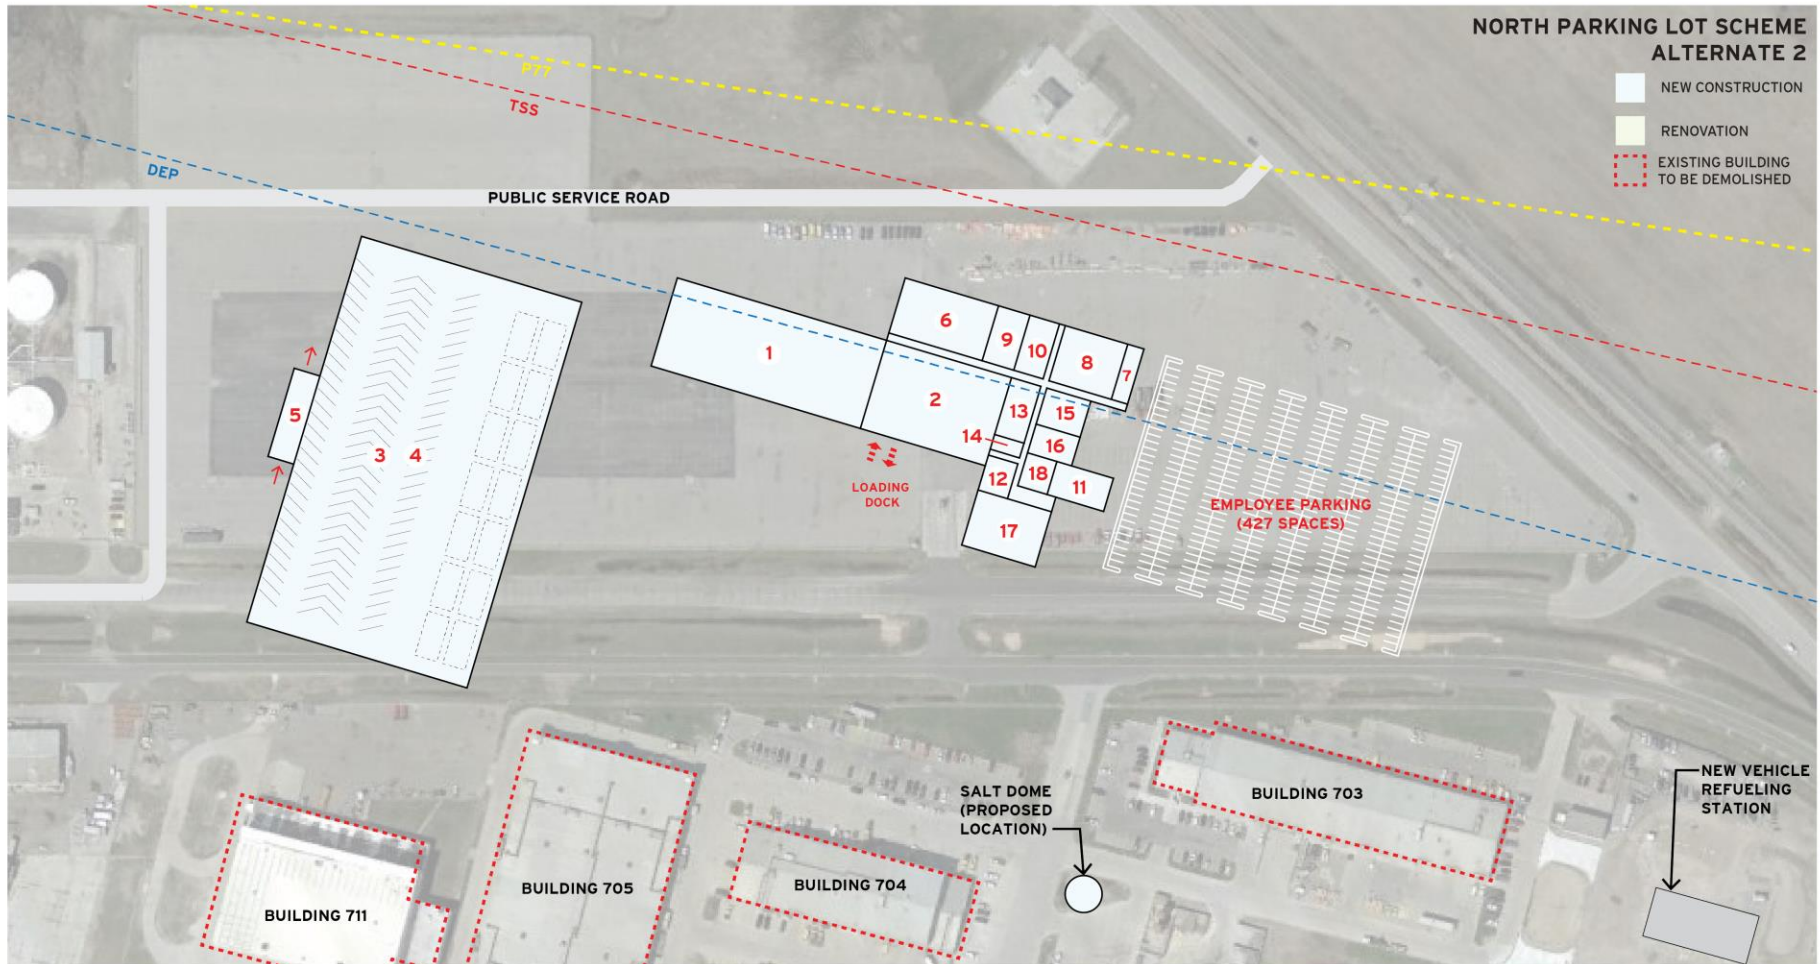 NORTH PARKING LOT SCHEME
ALTERNATE 2
NEW CONSTRUCTION
RENOVATION
EXISTING BUILDING
TO BE DEMOLISHED
P77
TSS
DEP
PUBLIC SERVICE ROAD
1
2
3
4
5
6
9
10
8
7
13
15
14
16
12
18
11
17
LOADING
DOCK
EMPLOYEE PARKING
(427 SPACES)
SALT DOME
(PROPOSED
LOCATION)
BUILDING 703
NEW VEHICLE
REFUELING
STATION
BUILDING 711
BUILDING 705
BUILDING 704